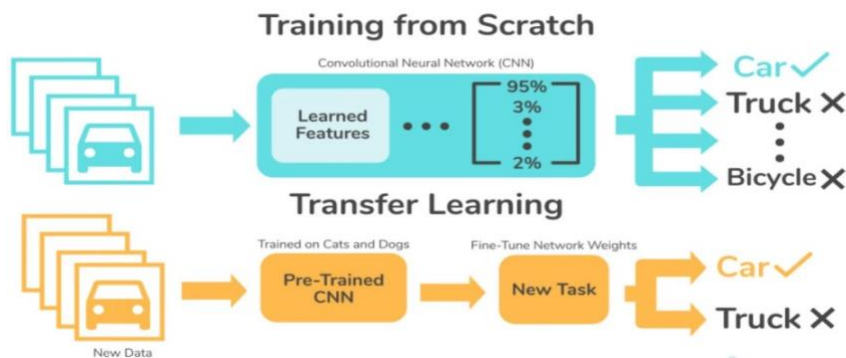 Training from Scratch
Convolutional Neural Network (CNN)
Learned
Features
95%
3%
2%
Car
Truck
Bicycle
Transfer Learning
Trained on Cats and Dogs
Fine-Tune Network Weights
Pre-Trained
CNN
New Task
Car
Truck
New Data